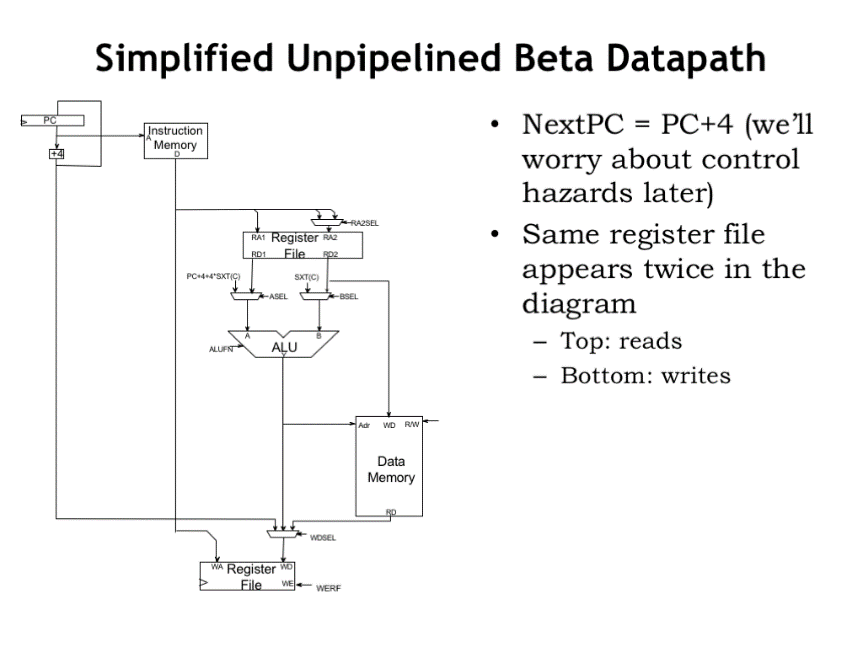 Simplified Unpipelined Beta Datapath
PC
+4
Instruction
Memory
A
D
RA2SEL
RA1 Register RA2
File
RD1 RD2
PC+4+4*SXT(C)
SXT(C)
ASEL
BSEL
A
B
ALUFN
ALU
Adr WD R/W
Data
Memory
RD
WDSEL
WA Register WD
File
WE
WERF
• NextPC = PC+4 (we’ll
worry about control
hazards later)
• Same register file
appears twice in the
diagram
– Top: reads
– Bottom: writes